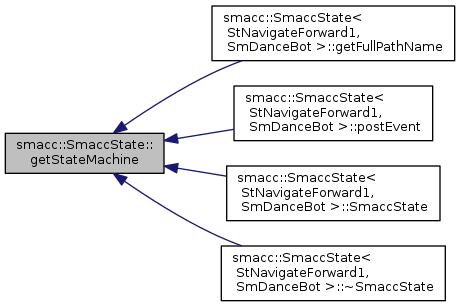 smacc::SmaccState<
StNavigateForward1,
SmDanceBot >::getFullPathName
smacc::SmaccState<
StNavigateForward1,
SmDanceBot >::postEvent
smacc::SmaccState::
getStateMachine
smacc::SmaccState<
StNavigateForward1,
SmDanceBot >::SmaccState
smacc::SmaccState<
StNavigateForward1,
SmDanceBot >::~SmaccState